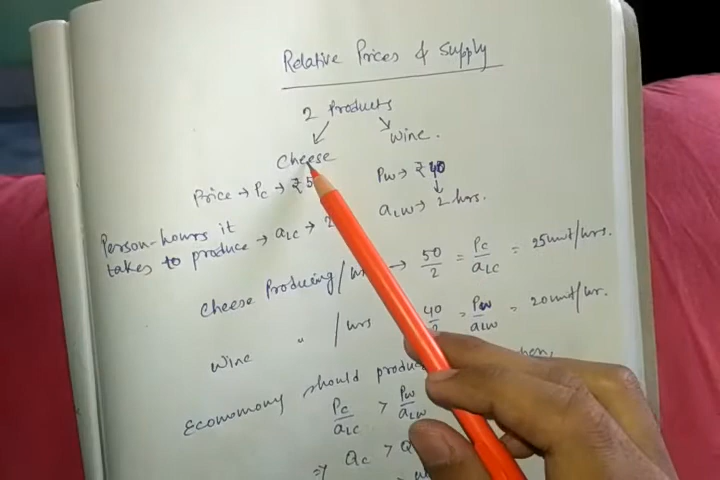 Relative Prices & Supply
2 Products
Cheese
Wine.
Price → Pc → ₹ 5
Pw → ₹ 40
Person-hours it
takes to produce → aLC → 2
aLW → 2 hrs.
Cheese Producing / → 50/2 = Pc/aLC = 25 unit/hrs.
Wine " / hrs 40/ = Pw/aLW = 20 unit/hr.
Ecomomony should
Pc/aLC > Pw/aLW
⇒ Qc > Q